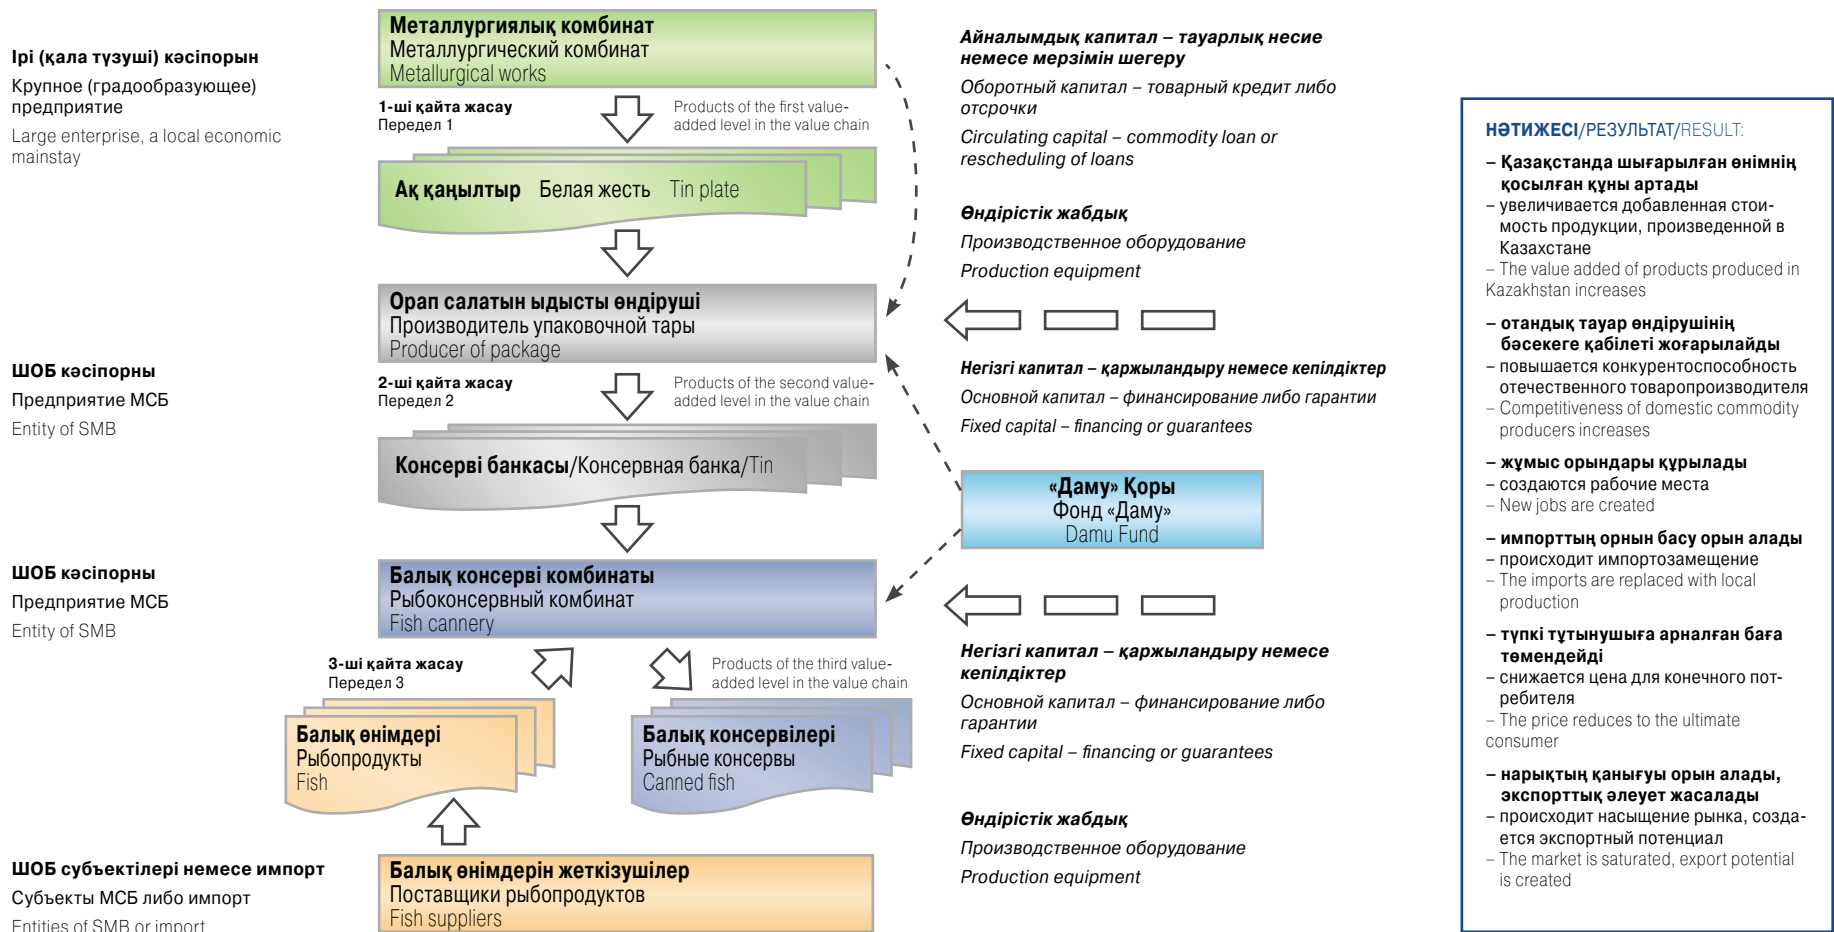 Ірі (қала түзуші) кәсіпорын
Крупное (градообразующее)
предприятие
Large enterprise, a local economic
mainstay
ШОБ кәсіпорны
Предприятие МСБ
Entity of SMB
ШОБ кәсіпорны
Предприятие МСБ
Entity of SMB
ШОБ субъектілері немесе импорт
Субъекты МСБ либо импорт
Entities of SMB or import
Металлургиялық комбинат
Металлургический комбинат
Metallurgical works
1-ші қайта жасау
Передел 1
Products of the first value-
added level in the value chain
Ақ қаңылтыр Белая жесть Tin plate
Орап салатын ыдысты өндіруші
Производитель упаковочной тары
Producer of package
2-ші қайта жасау
Передел 2
Products of the second value-
added level in the value chain
Консерві банкасы/Консервная банка/Tin
Балық консерві комбинаты
Рыбоконсервный комбинат
Fish cannery
3-ші қайта жасау
Передел 3
Products of the third value-
added level in the value chain
Балық өнімдері
Рыбопродукты
Fish
Балық консервілері
Рыбные консервы
Canned fish
Балық өнімдерін жеткізушілер
Поставщики рыбопродуктов
Fish suppliers
Айналымдық капитал – тауарлық несие
немесе мерзімін шегеру
Оборотный капитал – товарный кредит либо
отсрочки
Circulating capital – commodity loan or
rescheduling of loans
Өндірістік жабдық
Производственное оборудование
Production equipment
Негізгі капитал – қаржыландыру немесе кепілдіктер
Основной капитал – финансирование либо гарантии
Fixed capital – financing or guarantees
«Даму» Қоры
Фонд «Даму»
Damu Fund
Негізгі капитал – қаржыландыру немесе
кепілдіктер
Основной капитал – финансирование либо
гарантии
Fixed capital – financing or guarantees
Өндірістік жабдық
Производственное оборудование
Production equipment
НӘТИЖЕСІ/РЕЗУЛЬТАТ/RESULT:
– Қазақстанда шығарылған өнімнің
қосылған құны артады
– увеличивается добавленная стои-
мость продукции, произведенной в
Казахстане
– The value added of products produced in
Kazakhstan increases
– отандық тауар өндірушінің
бәсекеге қабілеті жоғарылайды
– повышается конкурентоспособность
отечественного товаропроизводителя
– Competitiveness of domestic commodity
producers increases
– жұмыс орындары құрылады
– создаются рабочие места
– New jobs are created
– импорттың орнын басу орын алады
– происходит импортозамещение
– The imports are replaced with local
production
– түпкі тұтынушыға арналған баға
төмендейді
– снижается цена для конечного пот-
ребителя
– The price reduces to the ultimate
consumer
– нарықтың қанығуы орын алады,
экспорттық әлеует жасалады
– происходит насыщение рынка, созда-
ется экспортный потенциал
– The market is saturated, export potential
is created